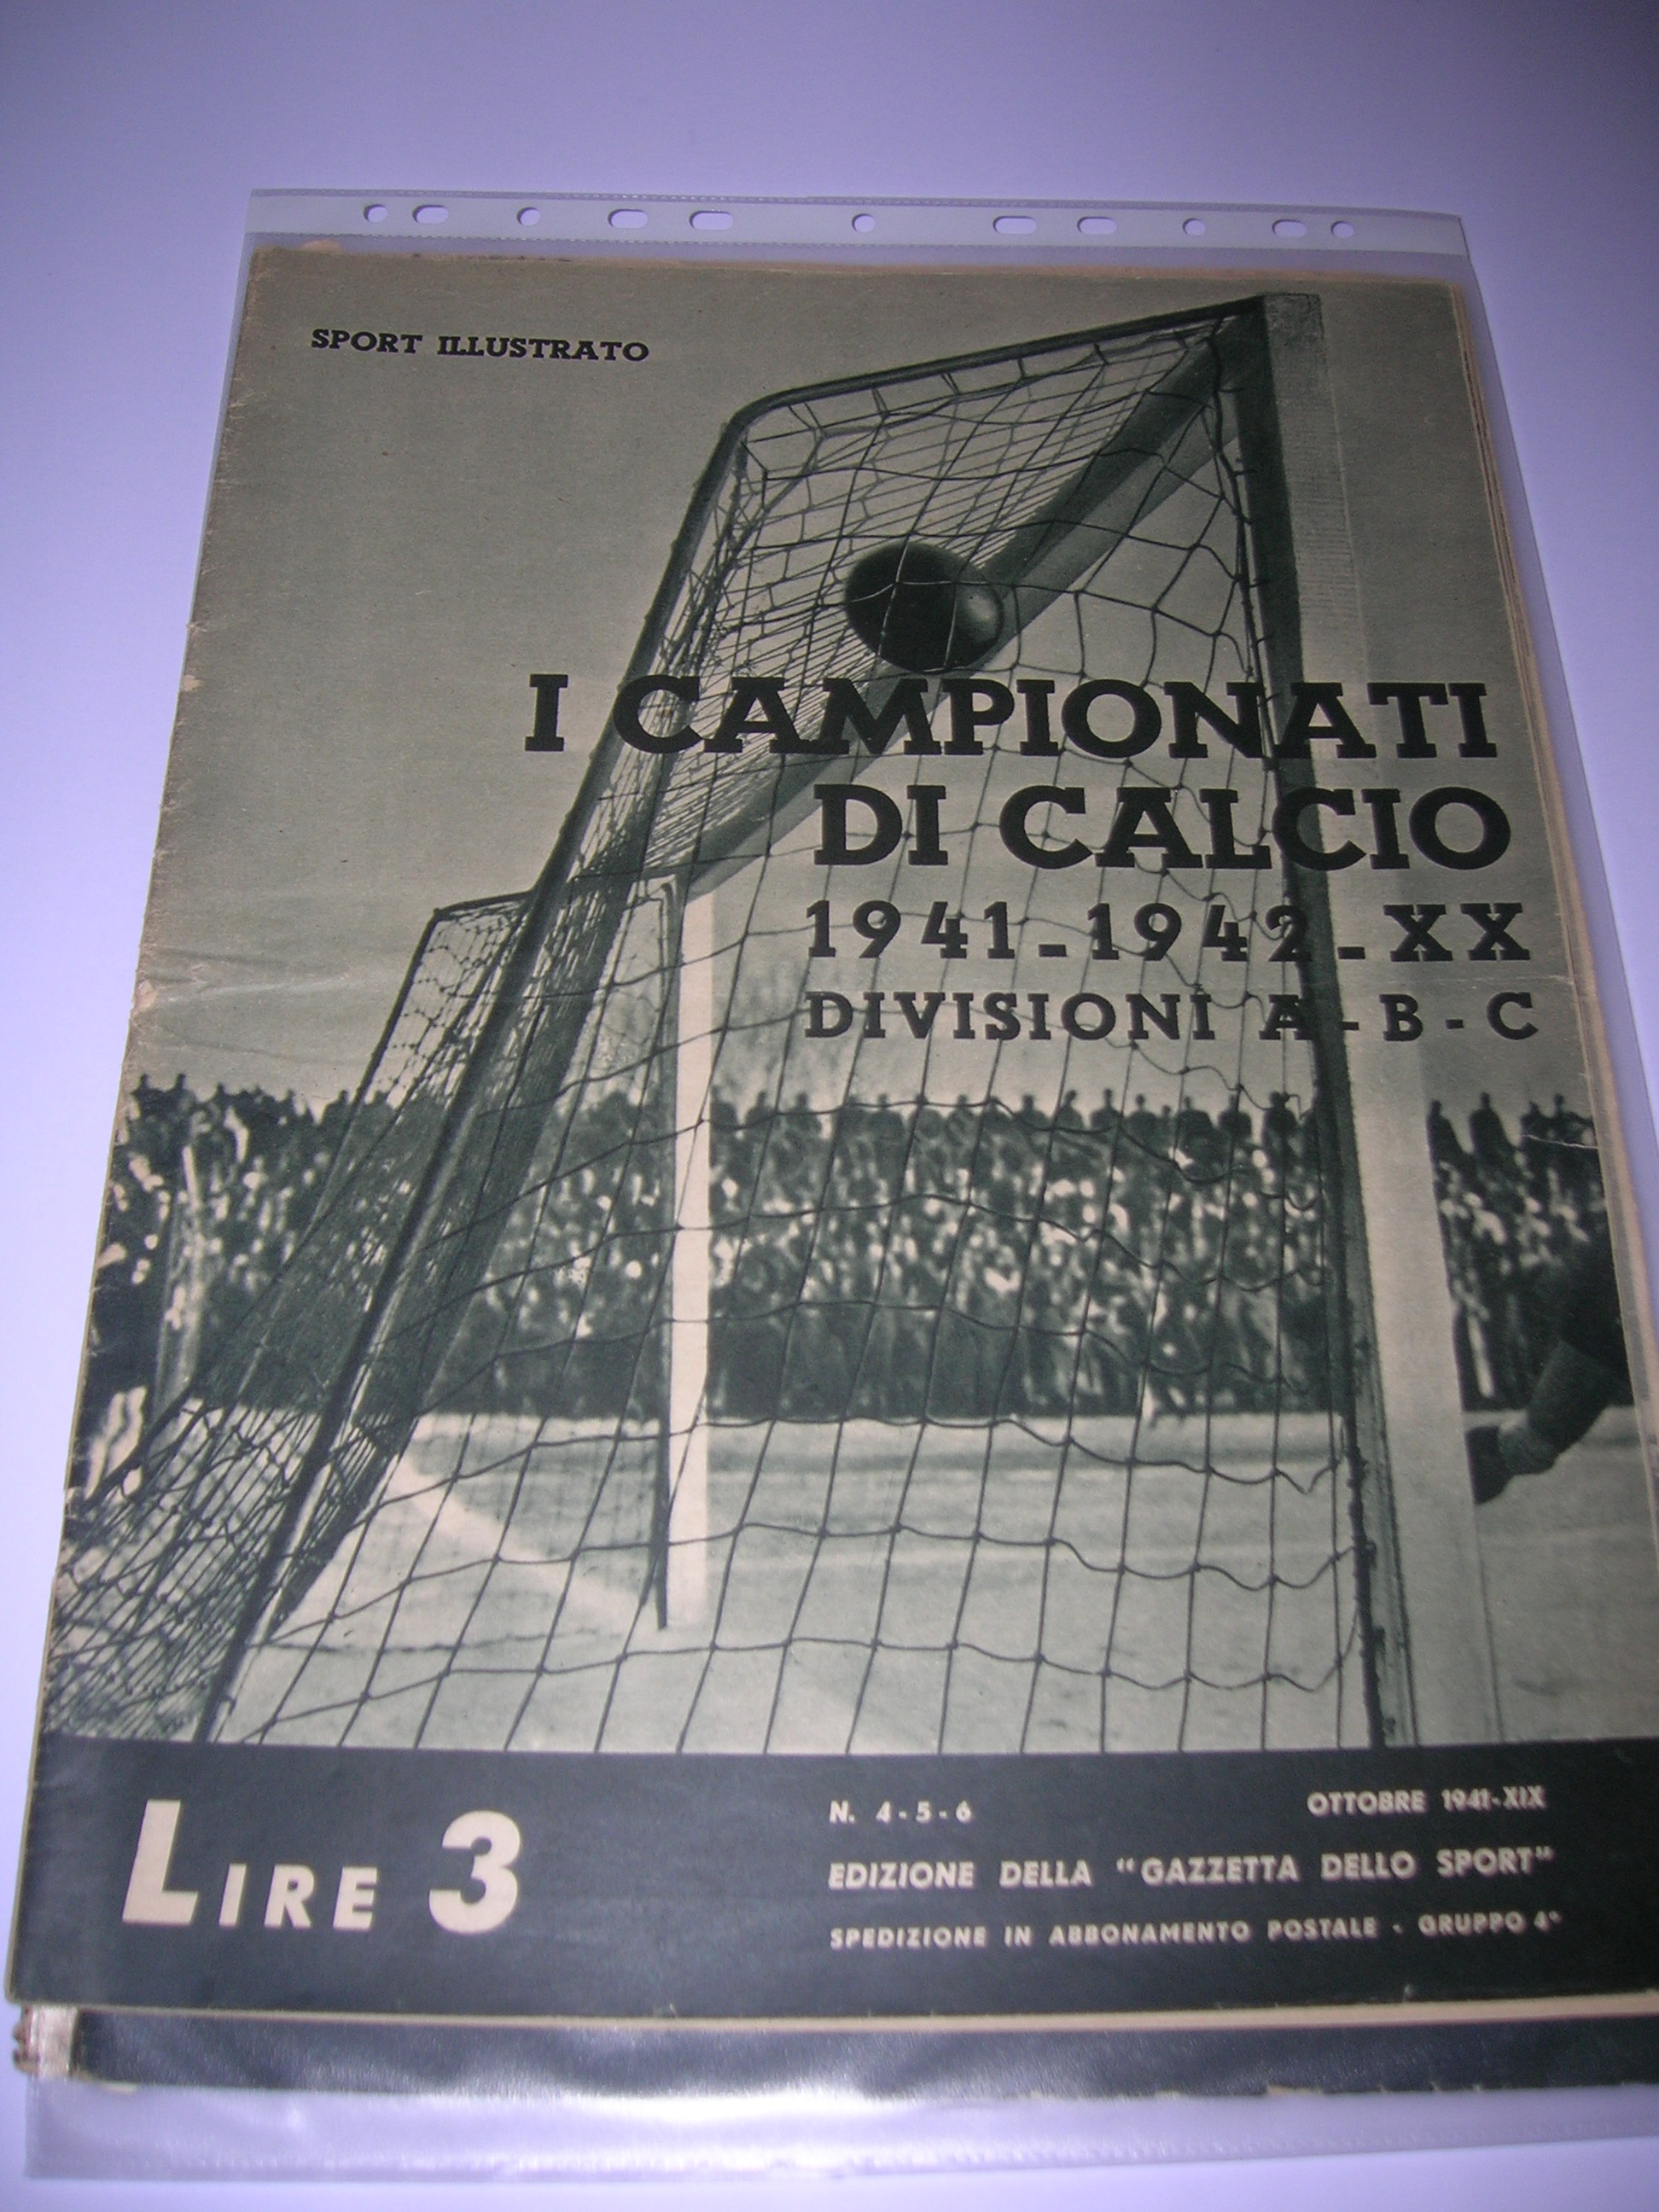 SPORT ILLUSTRATO
I CAMPIONATI
DI CALCIO
1941-1942-XX
DIVISIONI A-B-C
LIRE 3
N. 4-5-6
OTTOBRE 1941-XIX
EDIZIONE DELLA "GAZZETTA DELLO SPORT"
SPEDIZIONE IN ABBONAMENTO POSTALE - GRUPPO 4°